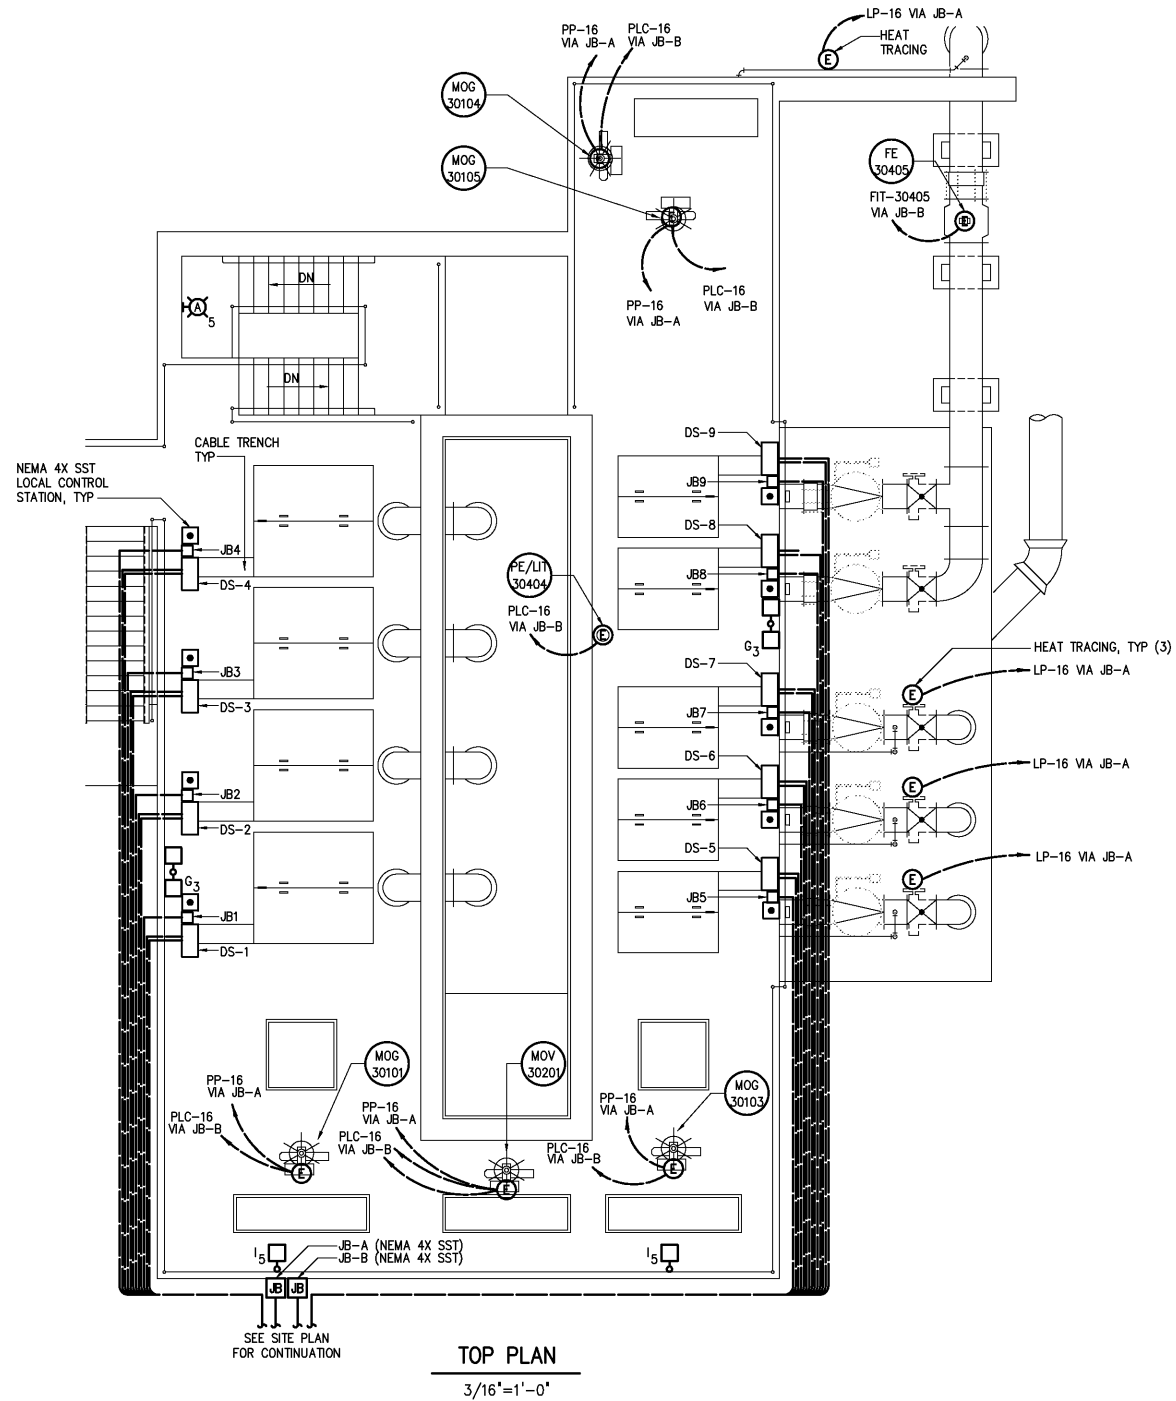 LP-16 VIA JB-A
PP-16
VIA JB-A
PLC-16
VIA JB-B
HEAT
TRACING
E
MOG
30104
MOG
30105
FE
30405
FIT-30405
VIA JB-B
E
DN
A
5
PP-16
VIA JB-A
PLC-16
VIA JB-B
DN
CABLE TRENCH
TYP
NEMA 4X SST
LOCAL CONTROL
STATION, TYP
DS-9
JB9
DS-8
JB8
JB4
DS-4
PE/LIT
30404
PLC-16
VIA JB-B
E
G3
HEAT TRACING, TYP (3)
LP-16 VIA JB-A
E
DS-7
JB7
JB3
DS-3
DS-6
JB6
E
LP-16 VIA JB-A
JB2
DS-2
DS-5
JB5
E
LP-16 VIA JB-A
G3
JB1
DS-1
MOG
30101
MOV
30201
MOG
30103
PP-16
VIA JB-A
PLC-16
VIA JB-B
E
PP-16
VIA JB-A
PLC-16
VIA JB-B
E
PP-16
VIA JB-A
PLC-16
VIA JB-B
E
I5
I5
JB-A (NEMA 4X SST)
JB-B (NEMA 4X SST)
JB
JB
SEE SITE PLAN
FOR CONTINUATION
TOP PLAN
3/16"=1'-0"